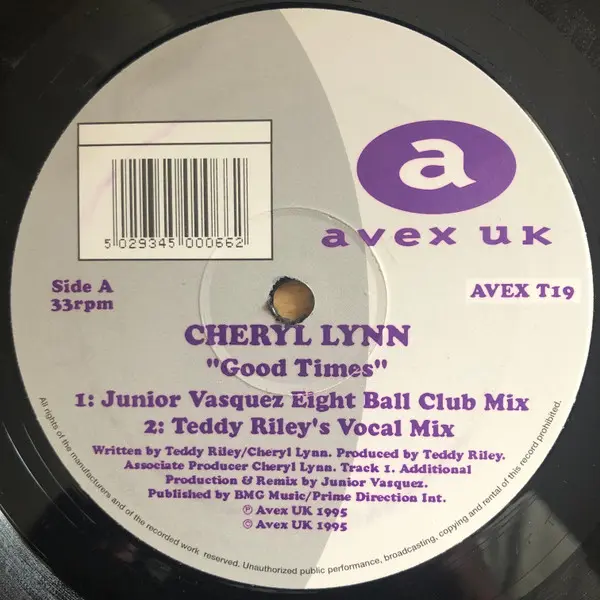 a
avex uk
5 029345 000662
Side A
33rpm
AVEX T19
CHERYL LYNN
"Good Times"
1: Junior Vasquez Eight Ball Club Mix
2: Teddy Riley's Vocal Mix
Written by Teddy Riley/Cheryl Lynn. Produced by Teddy Riley.
Associate Producer Cheryl Lynn. Track 1. Additional
Production & Remix by Junior Vasquez.
Published by BMG Music/Prime Direction Int.
℗ Avex UK 1995
© Avex UK 1995
All rights of the manufacturers and of the owner of the recorded work reserved. Unauthorized public performance, broadcasting, copying and rental of this record prohibited.